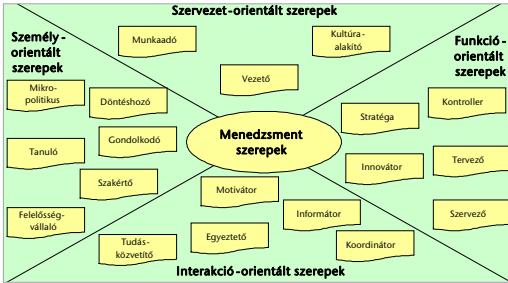 Szervezet-orientált szerepek
Személy-
orientált
szerepek
Funkció-
orientált
szerepek
Munkaadó
Kultúra-
alakító
Vezető
Mikro-
politikus
Döntéshozó
Gondolkodó
Tanuló
Szakértő
Felelősség-
vállaló
Menedzsment
szerepek
Stratéga
Kontroller
Innovátor
Tervező
Szervező
Motivátor
Informátor
Tudás-
közvetítő
Egyeztető
Koordinátor
Interakció-orientált szerepek